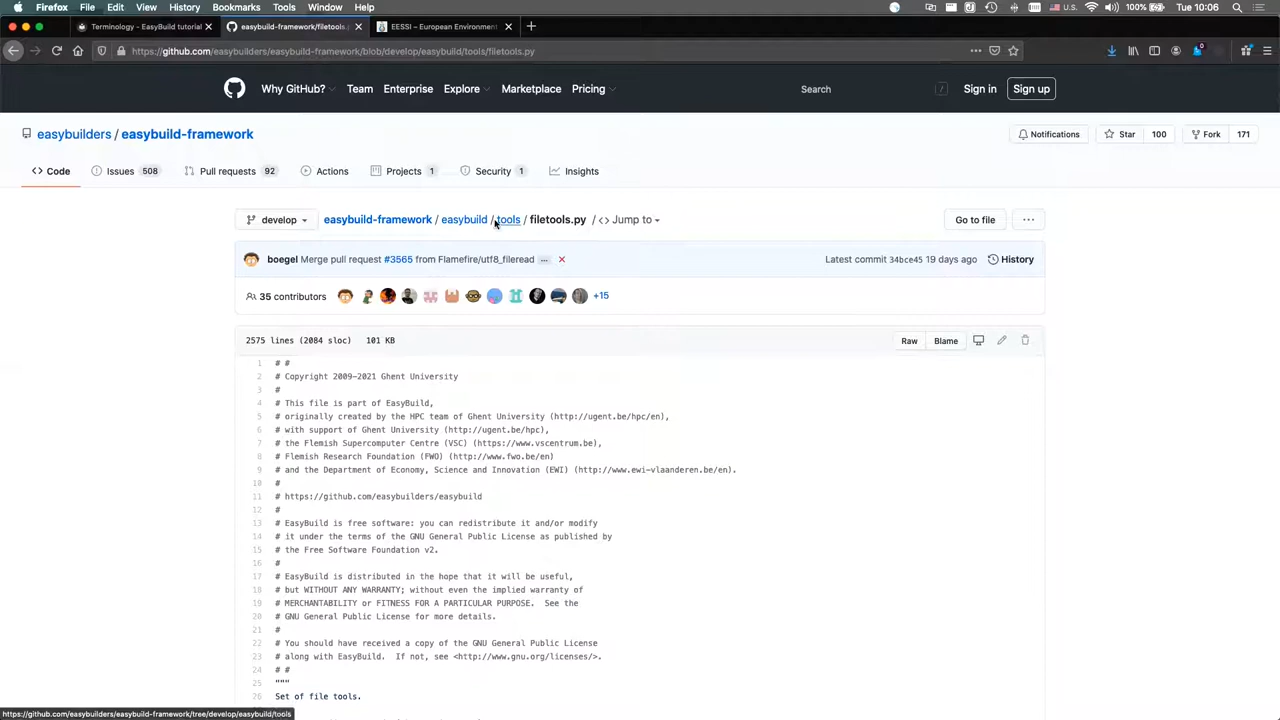 Firefox File Edit View History Bookmarks Tools Window Help
US Thu 11:06
Terminology - EasyBuild tutorial × easybuild-framework/filetools. × EESSI – European Environment × +
https://github.com/easybuilders/easybuild-framework/blob/develop/easybuild/tools/filetools.py
Why GitHub? Team Enterprise Explore Marketplace Pricing Search / Sign in Sign up
easybuilders / easybuild-framework Notifications Star 100 Fork 171
<> Code Issues 508 Pull requests 92 Actions Projects 1 Security 1 Insights
develop easybuild-framework / easybuild / tools / filetools.py / <> Jump to Go to file ...
boegel Merge pull request #3565 from Flamefire/utf8_fileread ... × Latest commit 34bce45 19 days ago History
35 contributors +15
2575 lines (2084 sloc) 101 KB Raw Blame
1 # #
2 # Copyright 2009-2021 Ghent University
3 #
4 # This file is part of EasyBuild,
5 # originally created by the HPC team of Ghent University (http://ugent.be/hpc/en),
6 # with support of Ghent University (http://ugent.be/hpc),
7 # the Flemish Supercomputer Centre (VSC) (https://www.vscentrum.be),
8 # Flemish Research Foundation (FWO) (http://www.fwo.be/en)
9 # and the Department of Economy, Science and Innovation (EWI) (http://www.ewi-vlaanderen.be/en).
10 #
11 # https://github.com/easybuilders/easybuild
12 #
13 # EasyBuild is free software: you can redistribute it and/or modify
14 # it under the terms of the GNU General Public License as published by
15 # the Free Software Foundation v2.
16 #
17 # EasyBuild is distributed in the hope that it will be useful,
18 # but WITHOUT ANY WARRANTY; without even the implied warranty of
19 # MERCHANTABILITY or FITNESS FOR A PARTICULAR PURPOSE. See the
20 # GNU General Public License for more details.
21 #
22 # You should have received a copy of the GNU General Public License
23 # along with EasyBuild. If not, see <http://www.gnu.org/licenses/>.
24 # #
25 """
26 Set of file tools.
https://github.com/easybuilders/easybuild-framework/tree/develop/easybuild/tools